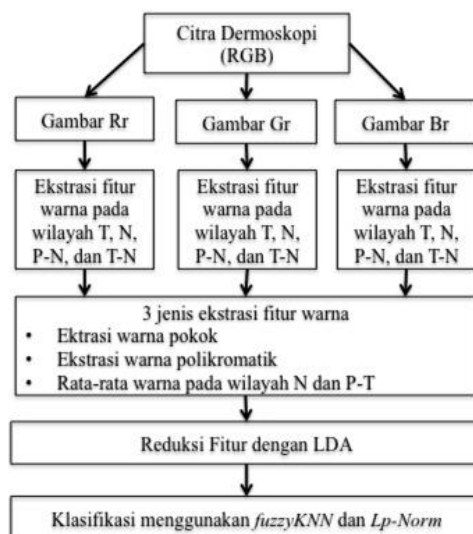 Citra Dermoskopi
(RGB)
Gambar Rr
Gambar Gr
Gambar Br
Ekstrasi fitur
warna pada
wilayah T, N,
P-N, dan T-N
Ekstrasi fitur
warna pada
wilayah T, N,
P-N, dan T-N
Ekstrasi fitur
warna pada
wilayah T, N,
P-N, dan T-N
3 jenis ekstrasi fitur warna
• Ektrasi warna pokok
• Ekstrasi warna polikromatik
• Rata-rata warna pada wilayah N dan P-T
Reduksi Fitur dengan LDA
Klasifikasi menggunakan fuzzyKNN dan Lp-Norm